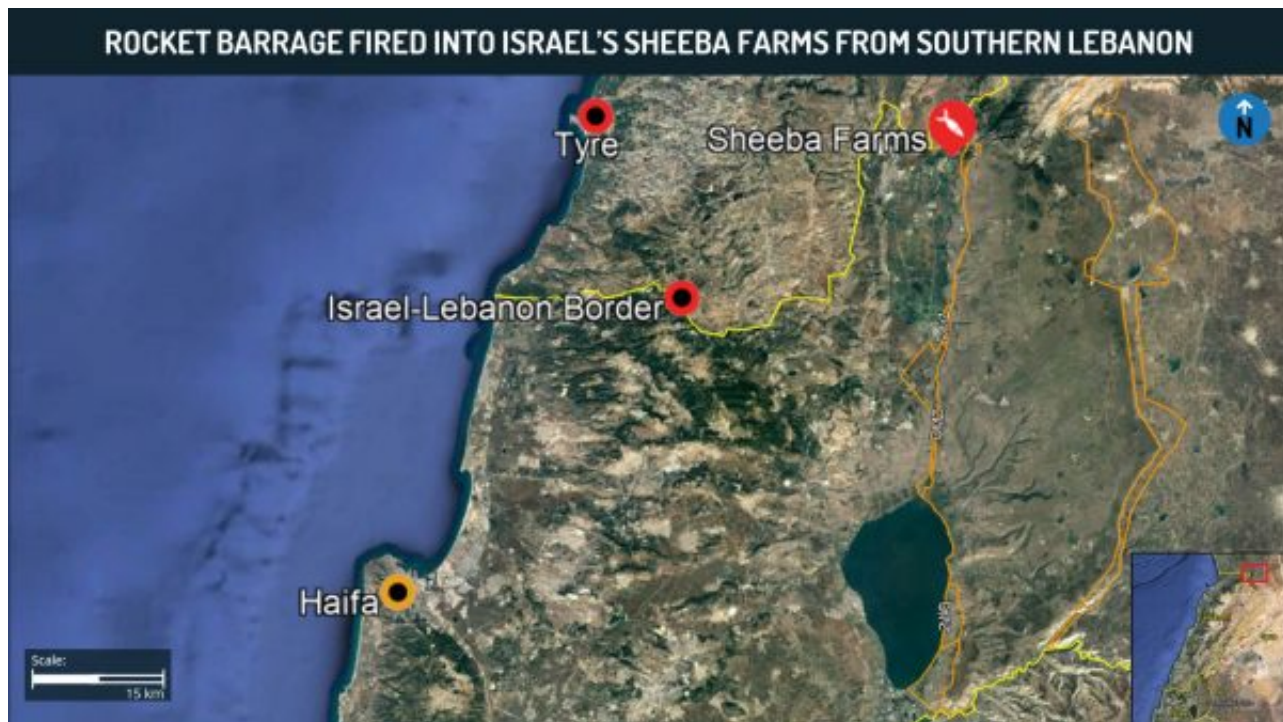 ROCKET BARRAGE FIRED INTO ISRAEL'S SHEEBA FARMS FROM SOUTHERN LEBANON
N
Tyre
Sheeba Farms
Israel-Lebanon Border
Haifa
Scale:
15 km